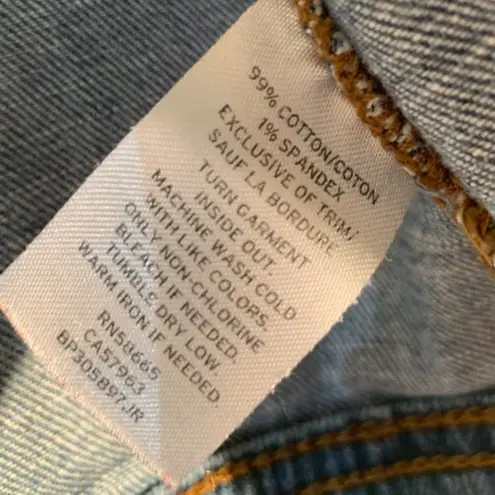 99% COTTON/COTON
1% SPANDEX
EXCLUSIVE OF TRIM/
SAUF LA BORDURE
TURN GARMENT
INSIDE OUT.
MACHINE WASH COLD
WITH LIKE COLORS.
ONLY NON-CHLORINE
BLEACH IF NEEDED.
TUMBLE DRY LOW.
WARM IRON IF NEEDED.
RN58665
CA57963
BP305897JR